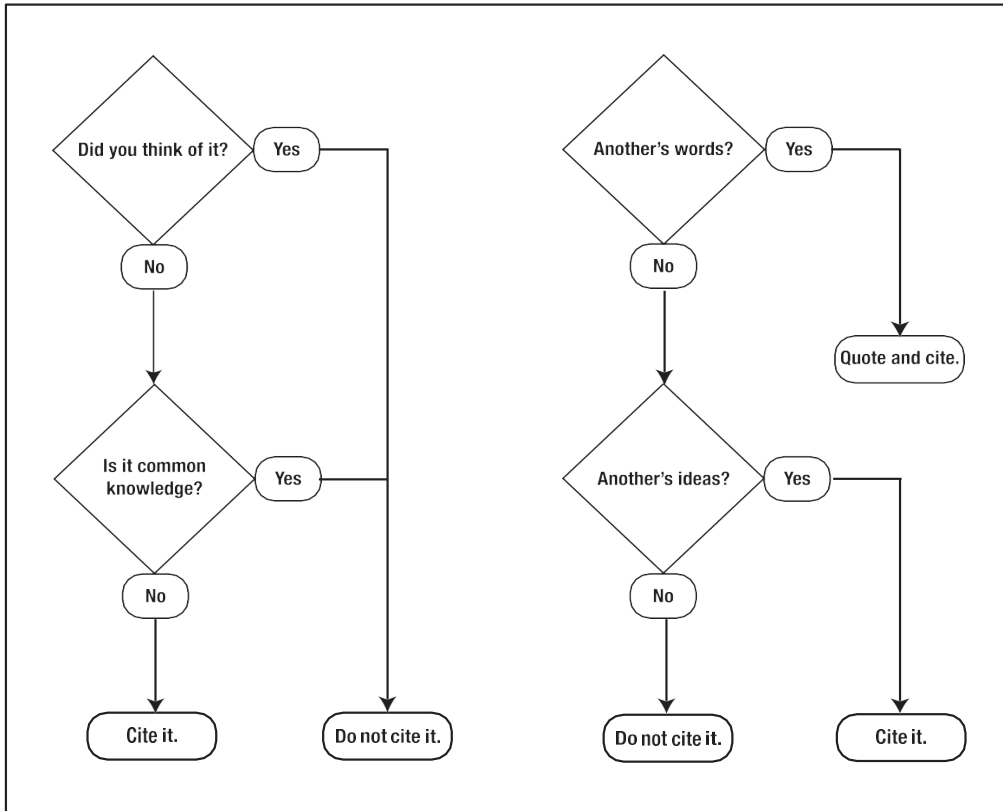 Did you think of it?
Yes
No
Is it common
knowledge?
Yes
No
Cite it.
Do not cite it.
Another's words?
Yes
No
Quote and cite.
Another's ideas?
Yes
No
Do not cite it.
Cite it.